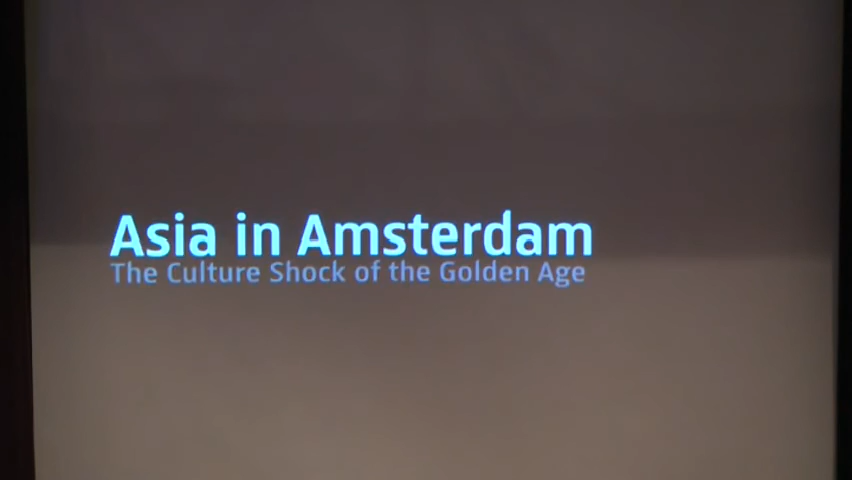 Asia in Amsterdam
The Culture Shock of the Golden Age